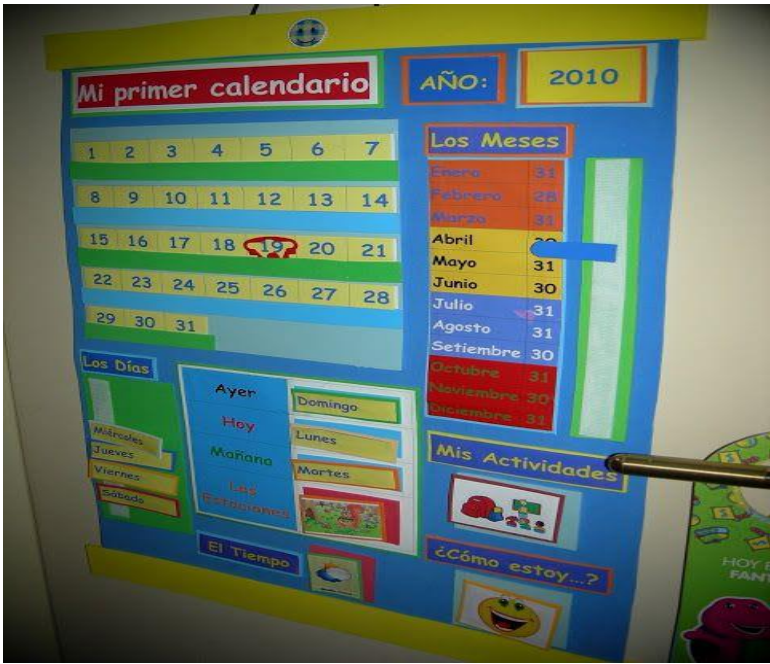 Mi primer calendario
AÑO: 2010
1 2 3 4 5 6 7
8 9 10 11 12 13 14
15 16 17 18 19 20 21
22 23 24 25 26 27 28
29 30 31
Los Meses
Enero 31
Febrero 28
Marzo 31
Abril
Mayo 31
Junio 30
Julio 31
Agosto 31
Setiembre 30
Octubre 31
Noviembre 30
Diciembre 31
Los Días
Miércoles
Jueves
Viernes
Sábado
Ayer Domingo
Hoy Lunes
Mañana Martes
Las
Estaciones
El Tiempo
Mis Actividades
¿Cómo estoy...?
HOY